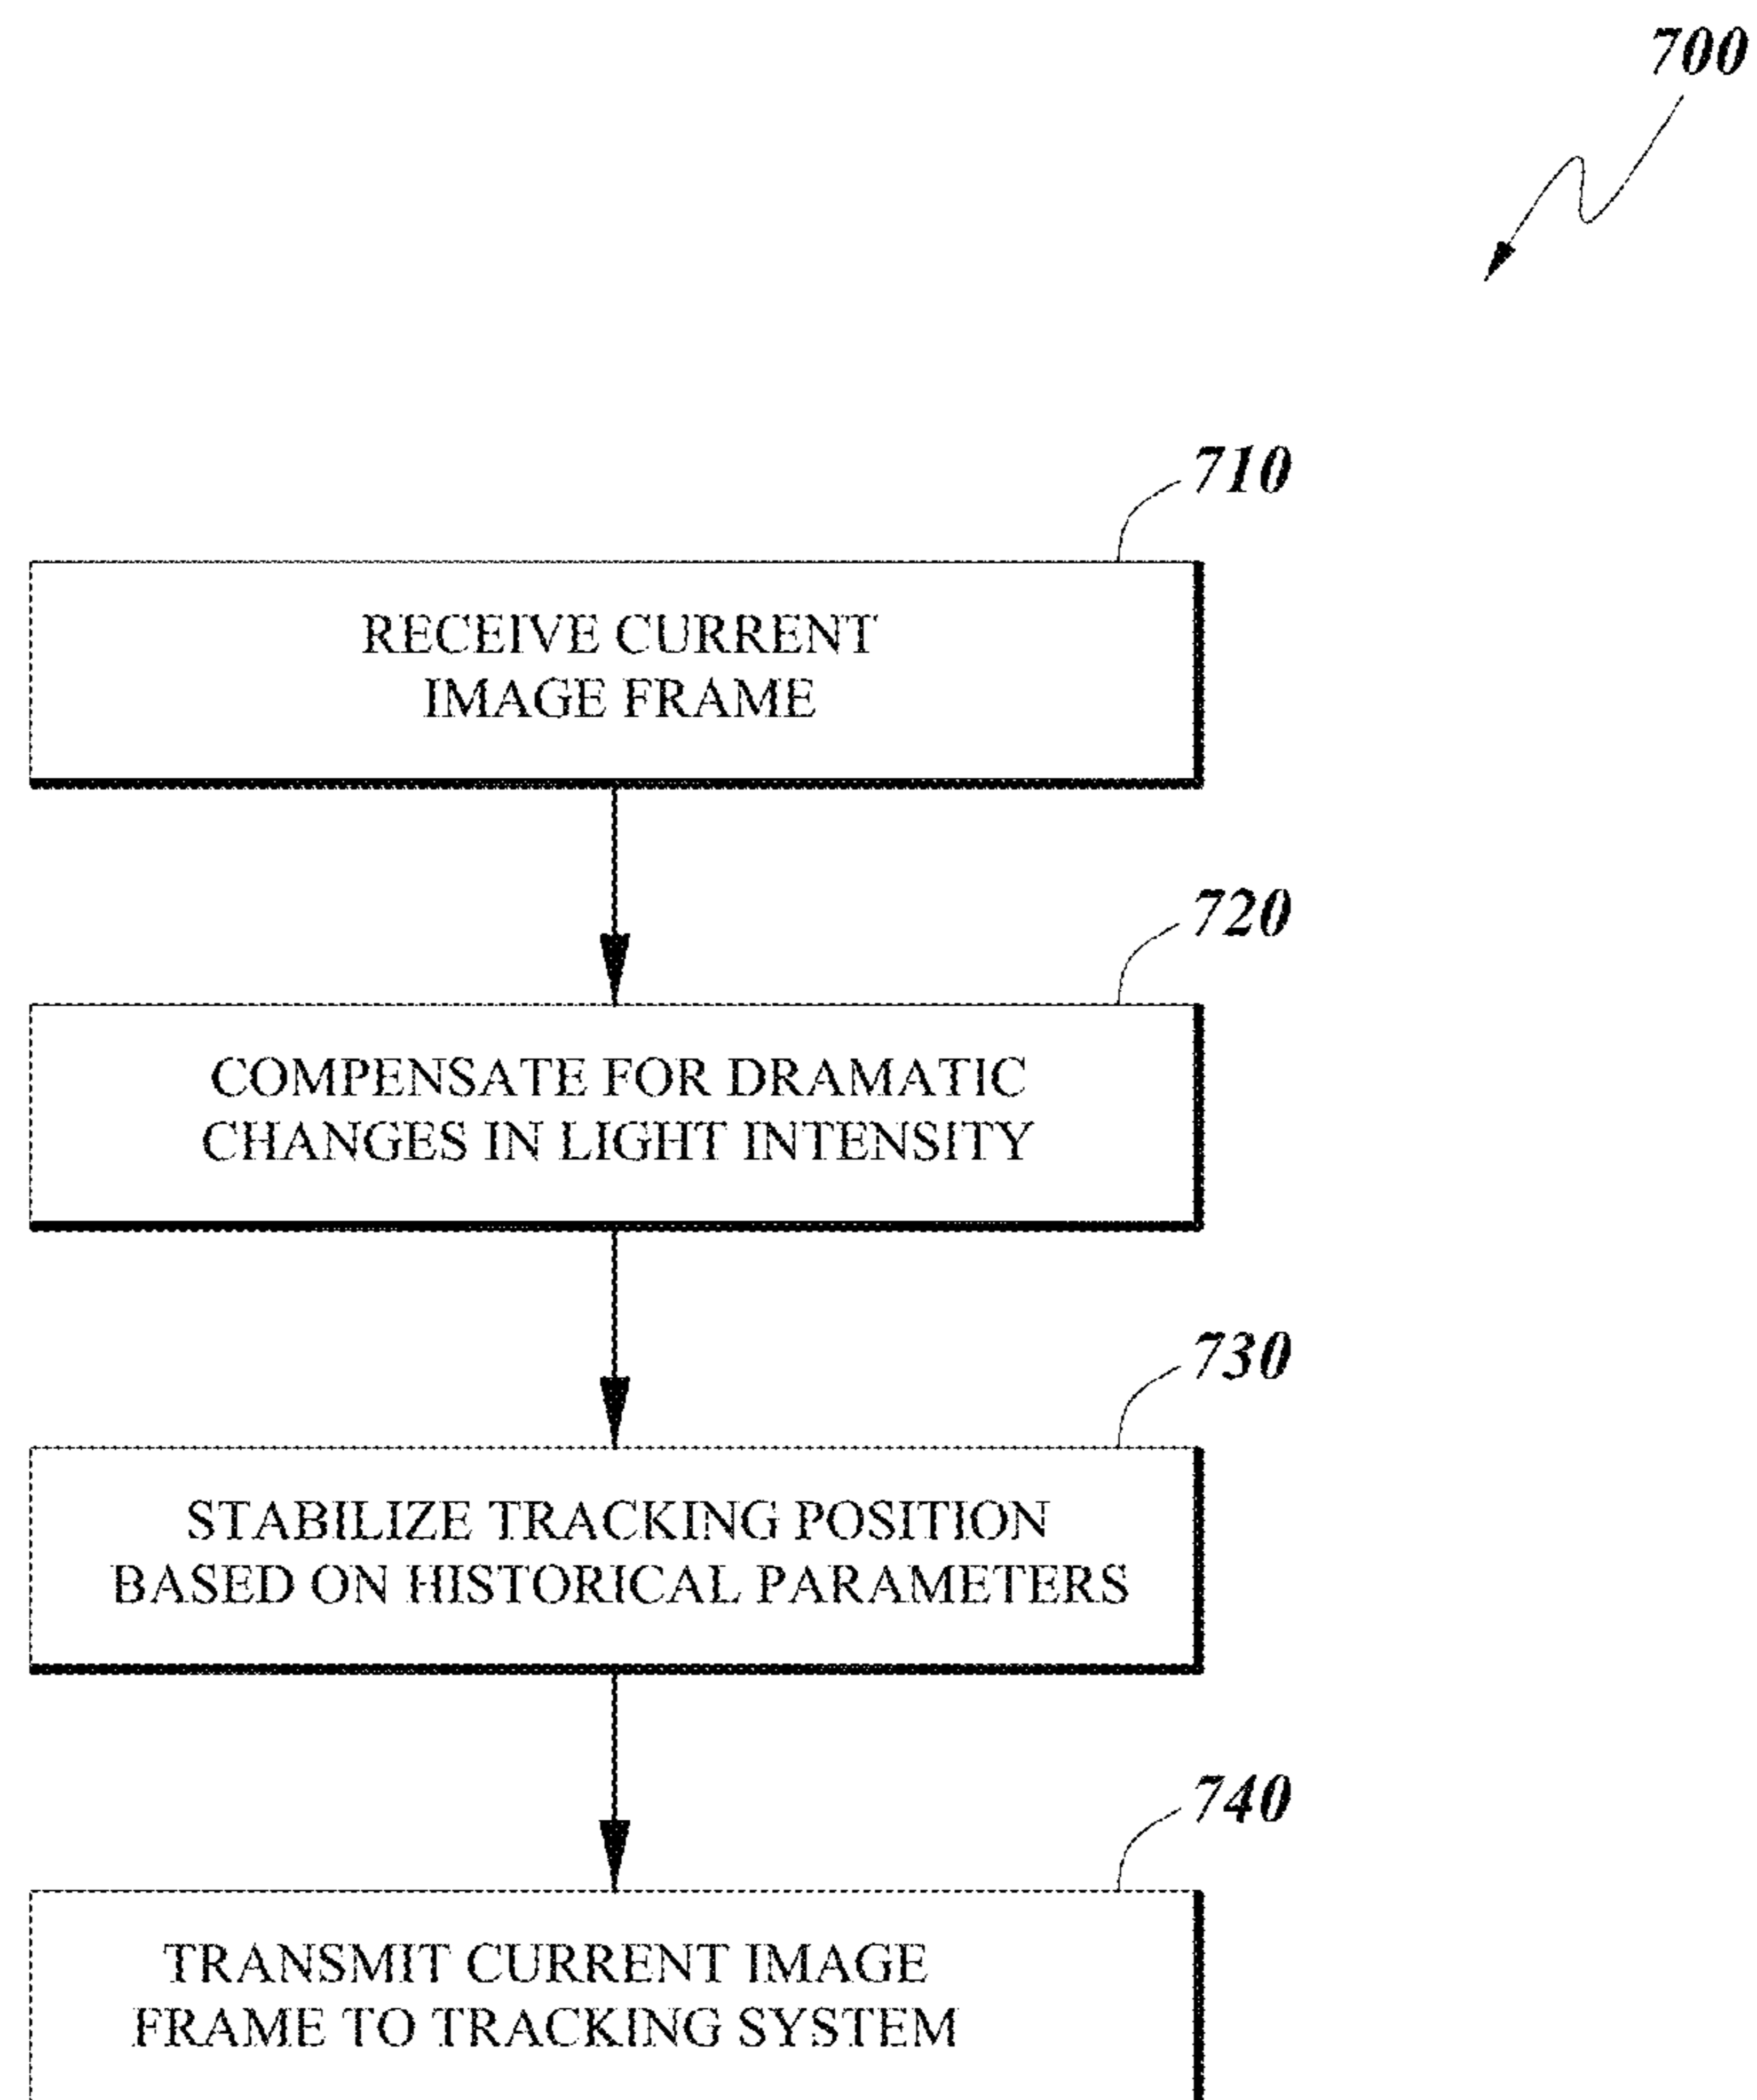 700
710
RECEIVE CURRENT
IMAGE FRAME
720
COMPENSATE FOR DRAMATIC
CHANGES IN LIGHT INTENSITY
730
STABILIZE TRACKING POSITION
BASED ON HISTORICAL PARAMETERS
740
TRANSMIT CURRENT IMAGE
FRAME TO TRACKING SYSTEM